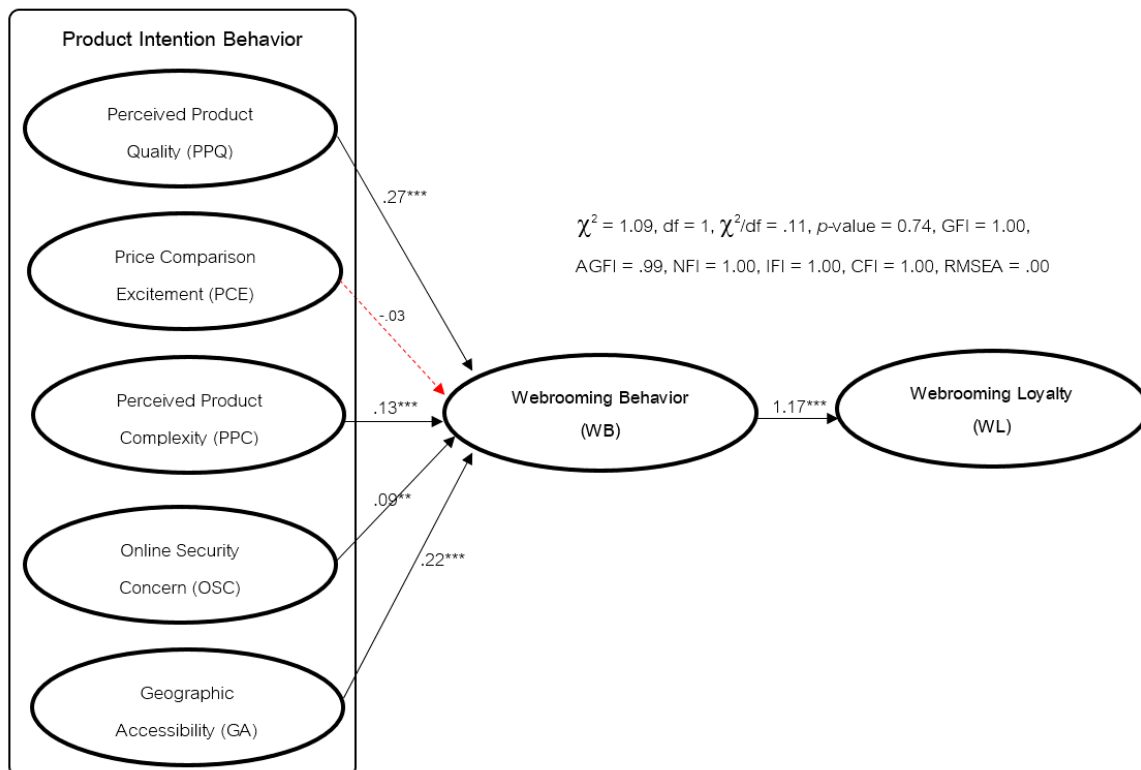 Product Intention Behavior
Perceived Product
Quality (PPQ)
.27***
χ² = 1.09, df = 1, χ²/df = .11, p-value = 0.74, GFI = 1.00,
AGFI = .99, NFI = 1.00, IFI = 1.00, CFI = 1.00, RMSEA = .00
Price Comparison
Excitement (PCE)
-.03
Perceived Product
Complexity (PPC)
.13***
Webrooming Behavior
(WB)
1.17***
Webrooming Loyalty
(WL)
Online Security
Concern (OSC)
.09**
.22***
Geographic
Accessibility (GA)